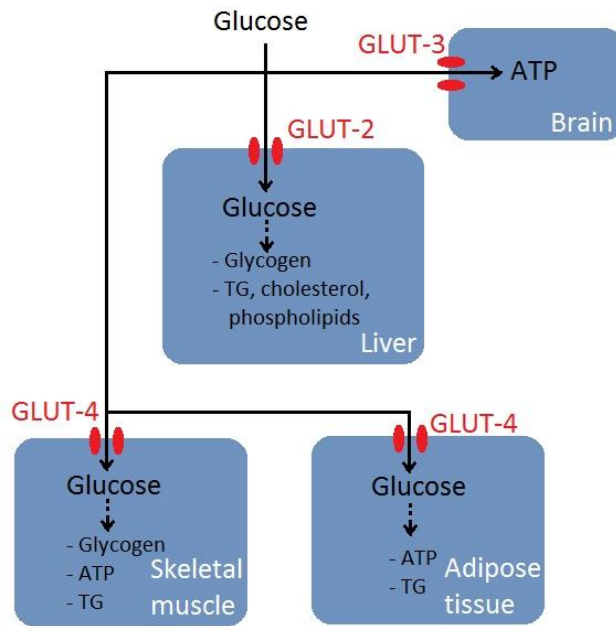 Glucose
GLUT-3
ATP
Brain
GLUT-2
Glucose
- Glycogen
- TG, cholesterol,
phospholipids
Liver
GLUT-4
Glucose
- Glycogen
- ATP
- TG
Skeletal
muscle
GLUT-4
Glucose
- ATP
- TG
Adipose
tissue